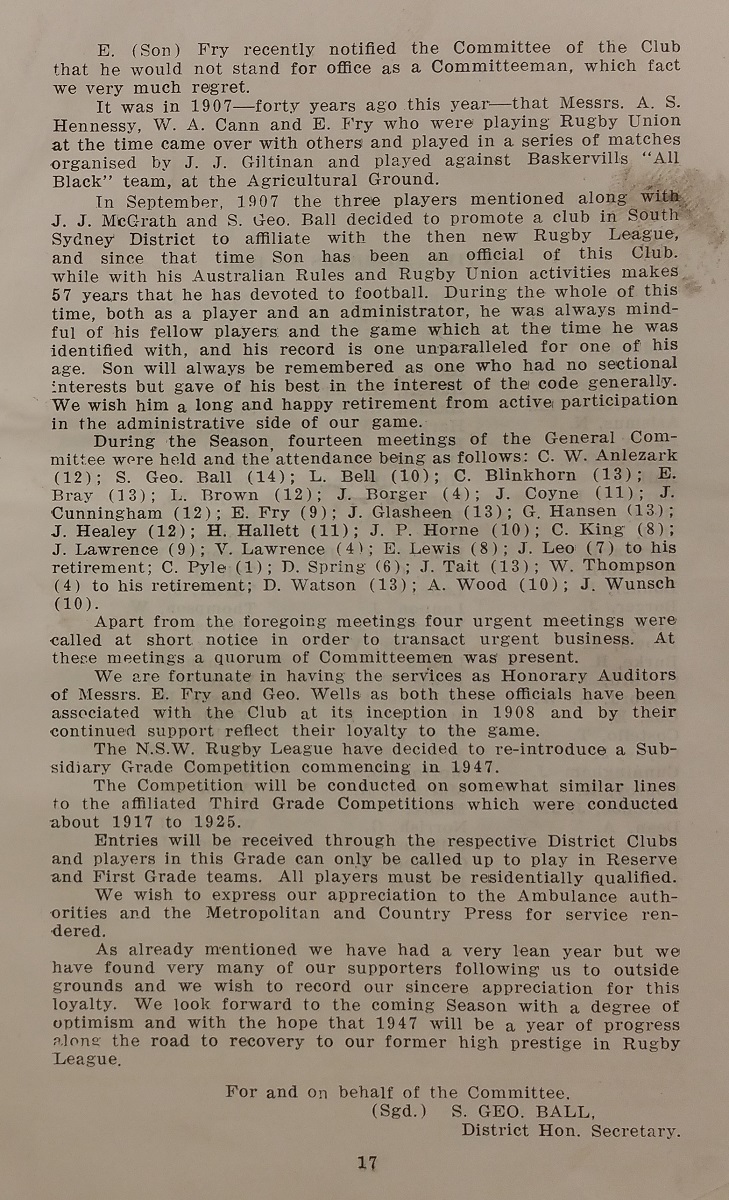 E. (Son) Fry recently notified the Committee of the Club
that he would not stand for office as a Committeeman, which fact
we very much regret.
It was in 1907—forty years ago this year—that Messrs. A. S.
Hennessy, W. A. Cann and E. Fry who were playing Rugby Union
at the time came over with others and played in a series of matches
organised by J. J. Giltinan and played against Baskervills "All
Black" team, at the Agricultural Ground.
In September, 1907 the three players mentioned along with
J. J. McGrath and S. Geo. Ball decided to promote a club in South
Sydney District to affiliate with the then new Rugby League,
and since that time Son has been an official of this Club.
while with his Australian Rules and Rugby Union activities makes
57 years that he has devoted to football. During the whole of this
time, both as a player and an administrator, he was always mind-
ful of his fellow players and the game which at the time he was
identified with, and his record is one unparalleled for one of his
age. Son will always be remembered as one who had no sectional
interests but gave of his best in the interest of the code generally.
We wish him a long and happy retirement from active participation
in the administrative side of our game.
During the Season fourteen meetings of the General Com-
mittee were held and the attendance being as follows: C. W. Anlezark
(12); S. Geo. Ball (14); L. Bell (10); C. Blinkhorn (13); E.
Bray (13); L. Brown (12); J. Borger (4); J. Coyne (11); J.
Cunningham (12); E. Fry (9); J. Glasheen (13); G. Hansen (13);
J. Healey (12); H. Hallett (11); J. P. Horne (10); C. King (8);
J. Lawrence (9); V. Lawrence (4); E. Lewis (8); J. Leo (7) to his
retirement; C. Pyle (1); D. Spring (6); J. Tait (13); W. Thompson
(4) to his retirement; D. Watson (13); A. Wood (10); J. Wunsch
(10).
Apart from the foregoing meetings four urgent meetings were
called at short notice in order to transact urgent business. At
these meetings a quorum of Committeemen was present.
We are fortunate in having the services as Honorary Auditors
of Messrs. E. Fry and Geo. Wells as both these officials have been
associated with the Club at its inception in 1908 and by their
continued support reflect their loyalty to the game.
The N.S.W. Rugby League have decided to re-introduce a Sub-
sidiary Grade Competition commencing in 1947.
The Competition will be conducted on somewhat similar lines
to the affiliated Third Grade Competitions which were conducted
about 1917 to 1925.
Entries will be received through the respective District Clubs
and players in this Grade can only be called up to play in Reserve
and First Grade teams. All players must be residentially qualified.
We wish to express our appreciation to the Ambulance auth-
orities and the Metropolitan and Country Press for service ren-
dered.
As already mentioned we have had a very lean year but we
have found very many of our supporters following us to outside
grounds and we wish to record our sincere appreciation for this
loyalty. We look forward to the coming Season with a degree of
optimism and with the hope that 1947 will be a year of progress
along the road to recovery to our former high prestige in Rugby
League.
For and on behalf of the Committee.
(Sgd.) S. GEO. BALL,
District Hon. Secretary.
17